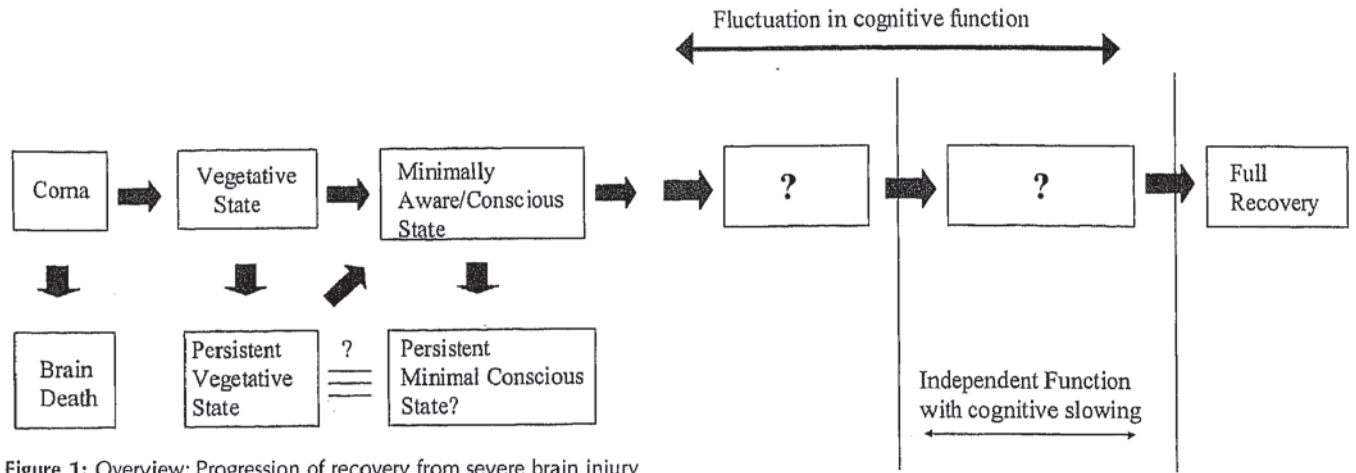 Fluctuation in cognitive function
Coma
Vegetative
State
Minimally
Aware/Conscious
State
?
?
Full
Recovery
Brain
Death
Persistent
Vegetative
State
?
Persistent
Minimal Conscious
State?
Independent Function
with cognitive slowing
Figure 1: Overview: Progression of recovery from severe brain injury